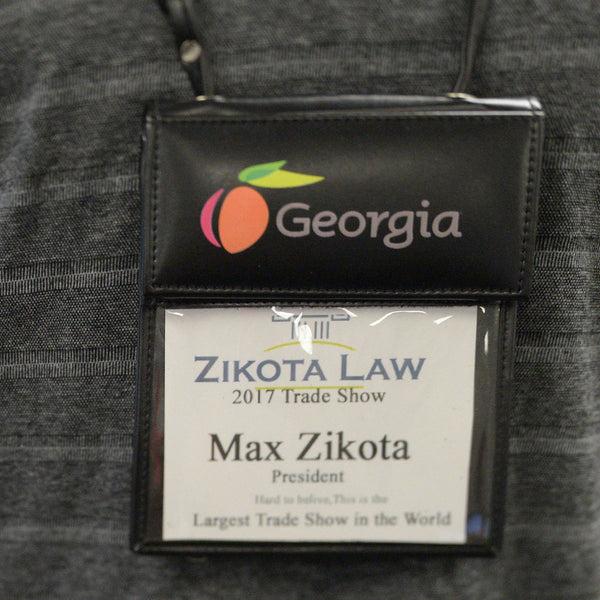 Georgia
ZIKOTA LAW
2017 Trade Show
Max Zikota
President
Hard to beleve,This is the
Largest Trade Show in the World